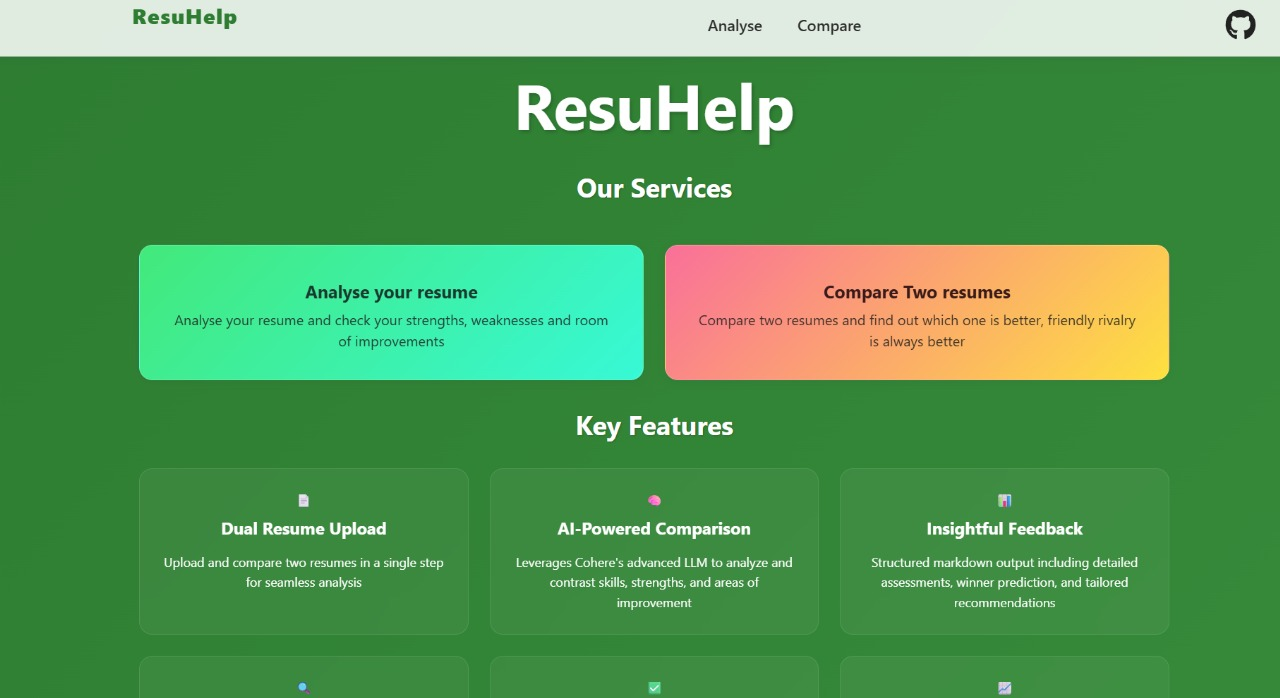 ResuHelp
Analyse
Compare
ResuHelp
Our Services
Analyse your resume
Analyse your resume and check your strengths, weaknesses and room
of improvements
Compare Two resumes
Compare two resumes and find out which one is better, friendly rivalry
is always better
Key Features
Dual Resume Upload
Upload and compare two resumes in a single step
for seamless analysis
AI-Powered Comparison
Leverages Cohere's advanced LLM to analyze and
contrast skills, strengths, and areas of
improvement
Insightful Feedback
Structured markdown output including detailed
assessments, winner prediction, and tailored
recommendations